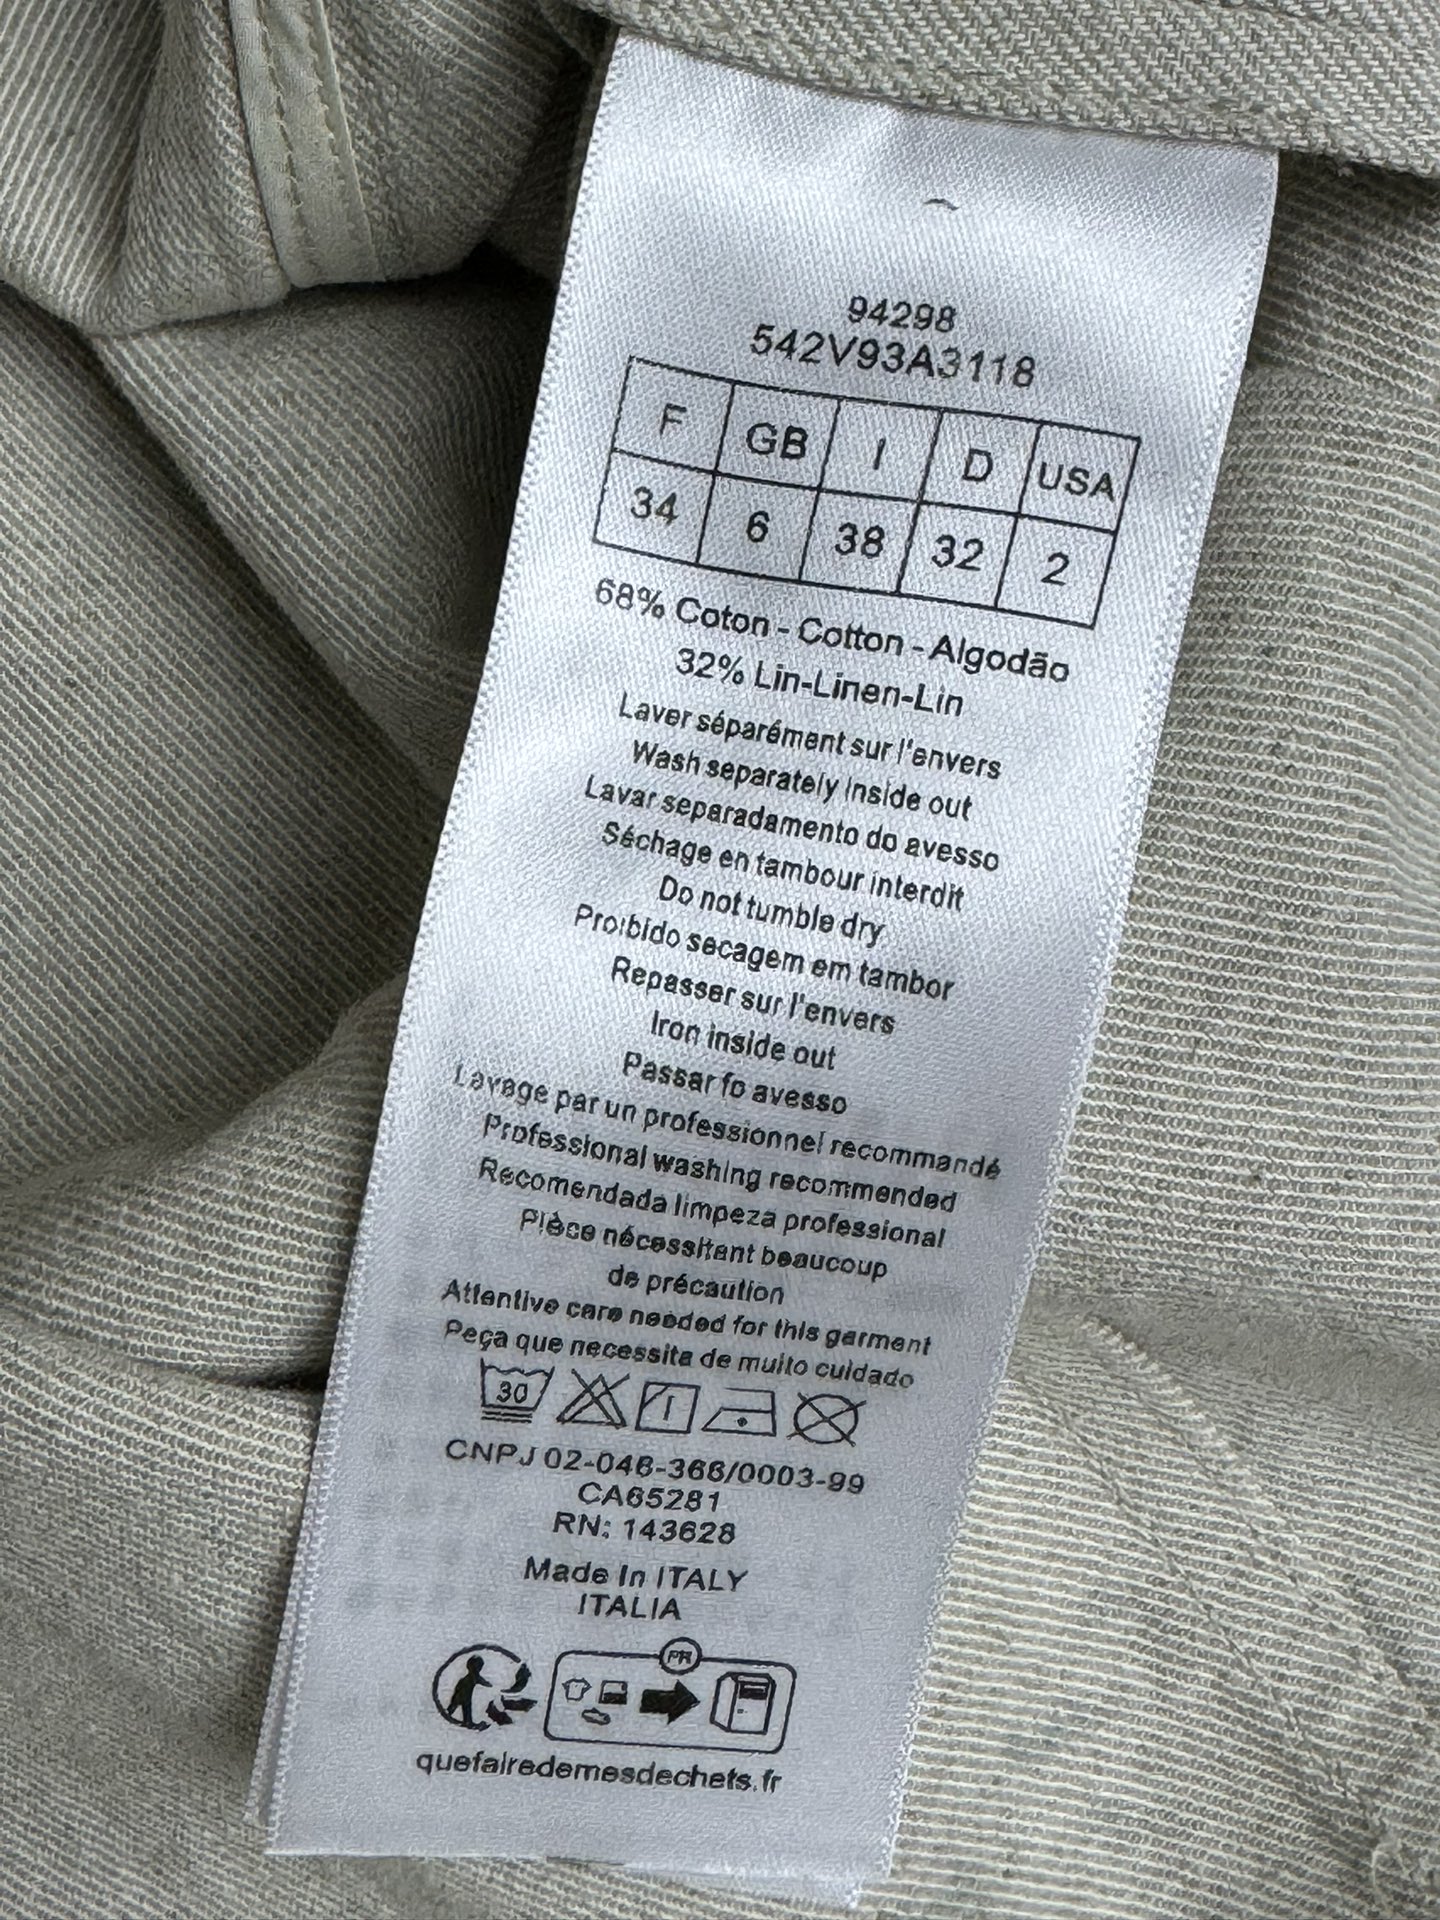 94298
542V93A3118
F GB I D USA
34 6 38 32 2
68% Coton - Cotton - Algodão
32% Lin-Linen-Lin
Laver séparément sur l'envers
Wash separately inside out
Lavar separadamento do avesso
Séchage en tambour interdit
Do not tumble dry
Proibido secagem em tambor
Repasser sur l'envers
Iron inside out
Passar fo avesso
Lavage par un professionnel recommandé
Professional washing recommended
Recomendada limpeza professional
Pièce nécessitant beaucoup
de précaution
Attentive care needed for this garment
Peça que necessita de muito cuidado
30
CNPJ 02-046-366/0003-99
CA65281
RN: 143628
Made In ITALY
ITALIA
FR
quefairedemesdechets.fr